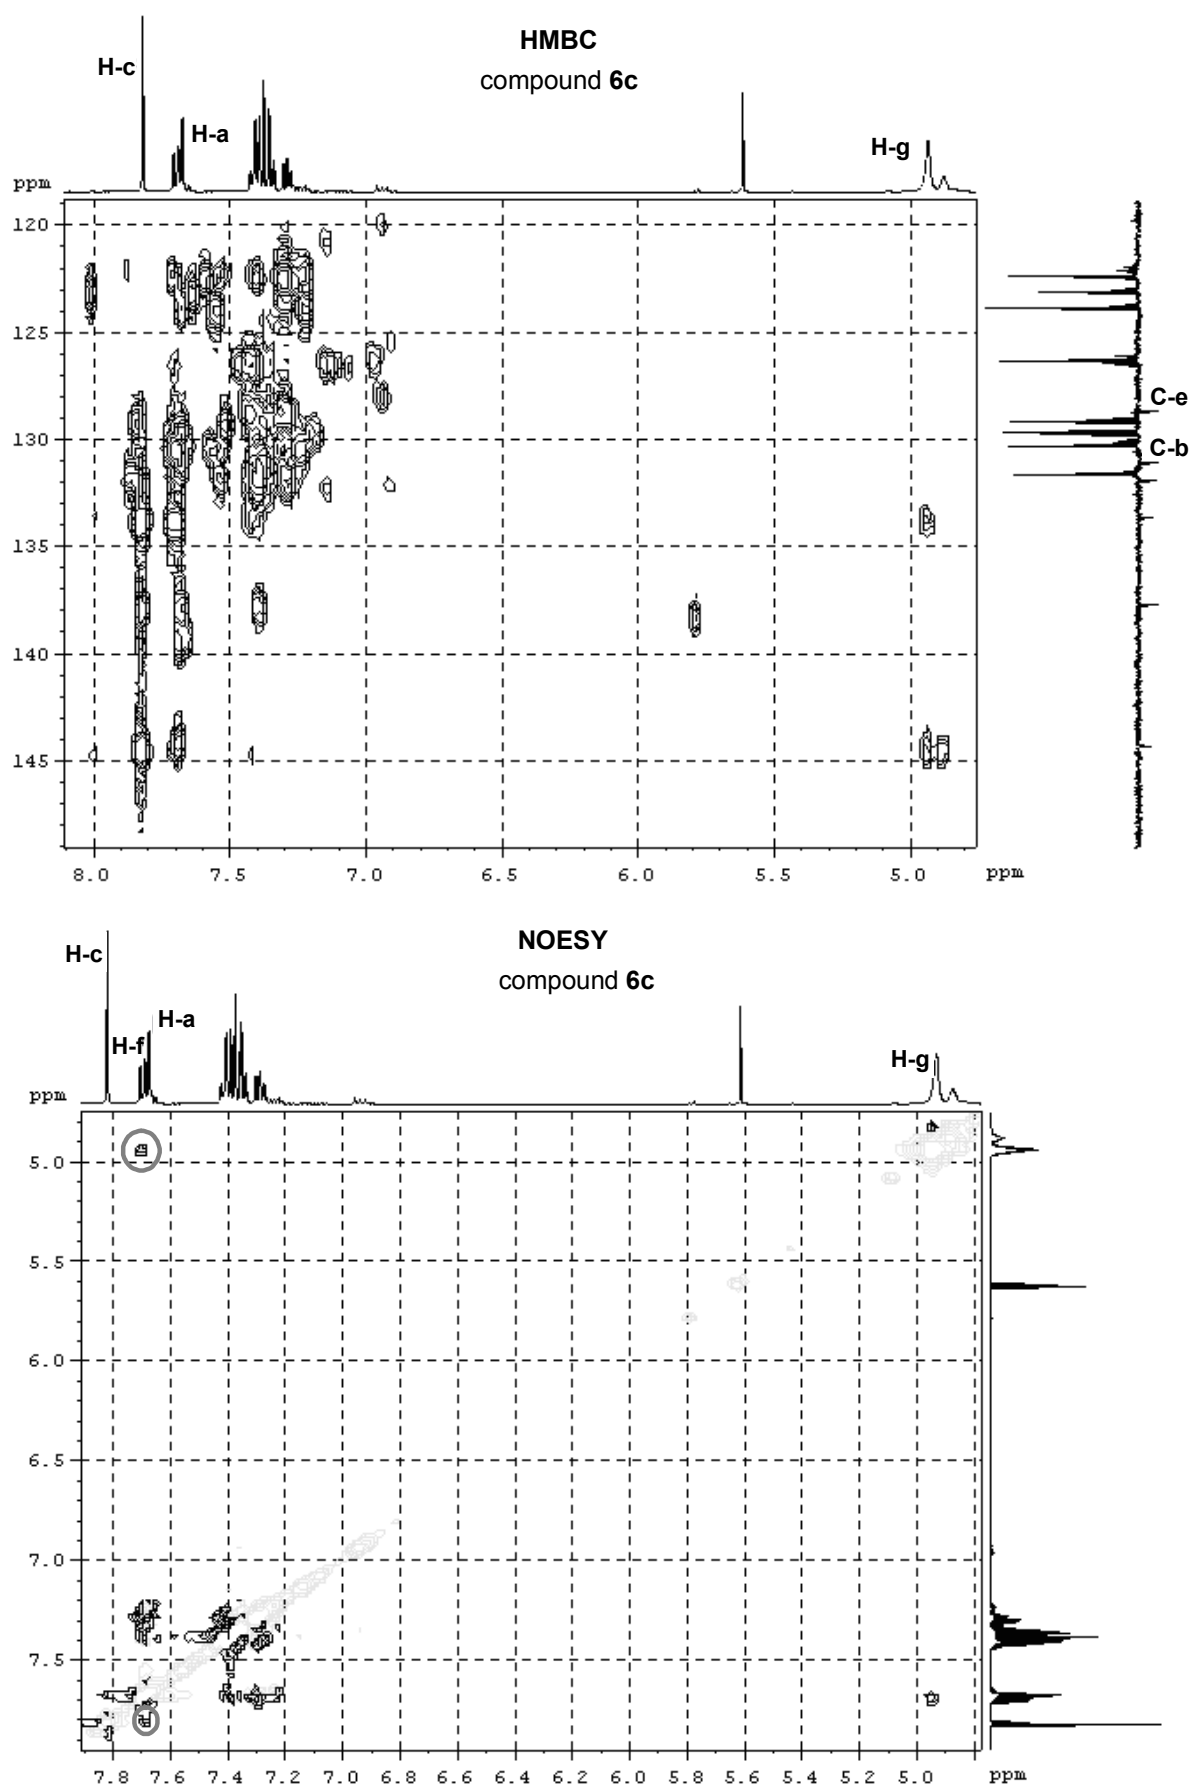 HMBC
compound 6c
H-c
H-a
H-g
ppm
120
125
130
135
140
145
C-e
C-b
8.0 7.5 7.0 6.5 6.0 5.5 5.0 ppm
NOESY
compound 6c
H-c
H-f
H-a
H-g
ppm
5.0
5.5
6.0
6.5
7.0
7.5
7.8 7.6 7.4 7.2 7.0 6.8 6.6 6.4 6.2 6.0 5.8 5.6 5.4 5.2 5.0 ppm